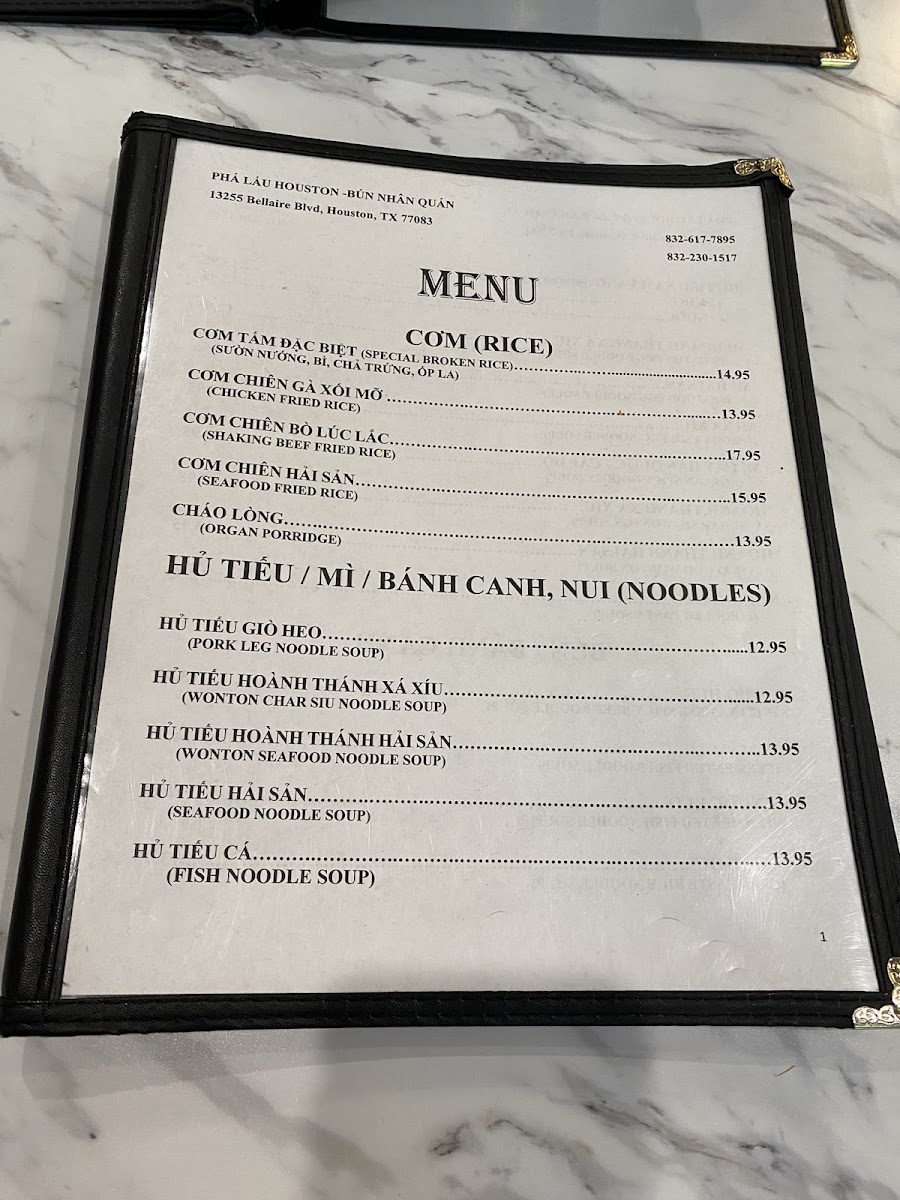 PHÁ LẤU HOUSTON -BÚN NHÂN QUÁN
13255 Bellaire Blvd, Houston, TX 77083
832-617-7895
832-230-1517
MENU
CƠM (RICE)
CƠM TẤM ĐẶC BIỆT (SPECIAL BROKEN RICE)..........14.95
(SƯỜN NƯỚNG, BÌ, CHẢ TRỨNG, ỐP LA)
CƠM CHIÊN GÀ XỐI MỠ ..........13.95
(CHICKEN FRIED RICE)
CƠM CHIÊN BÒ LÚC LẮC..........17.95
(SHAKING BEEF FRIED RICE)
CƠM CHIÊN HẢI SẢN..........15.95
(SEAFOOD FRIED RICE)
CHÁO LÒNG..........13.95
(ORGAN PORRIDGE)
HỦ TIẾU / MÌ / BÁNH CANH, NUI (NOODLES)
HỦ TIẾU GIÒ HEO..........12.95
(PORK LEG NOODLE SOUP)
HỦ TIẾU HOÀNH THÁNH XÁ XÍU..........12.95
(WONTON CHAR SIU NOODLE SOUP)
HỦ TIẾU HOÀNH THÁNH HẢI SẢN..........13.95
(WONTON SEAFOOD NOODLE SOUP)
HỦ TIẾU HẢI SẢN..........13.95
(SEAFOOD NOODLE SOUP)
HỦ TIẾU CÁ..........13.95
(FISH NOODLE SOUP)
1